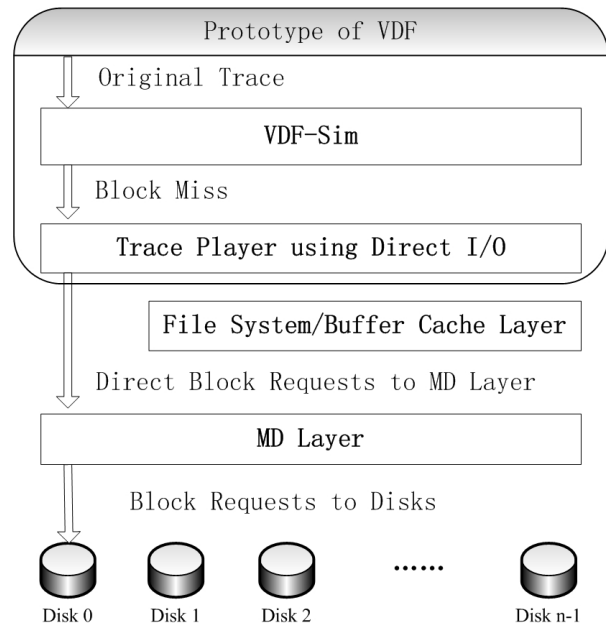 Prototype of VDF
Original Trace
VDF-Sim
Block Miss
Trace Player using Direct I/O
File System/Buffer Cache Layer
Direct Block Requests to MD Layer
MD Layer
Block Requests to Disks
……
Disk 0 Disk 1 Disk 2 Disk n-1